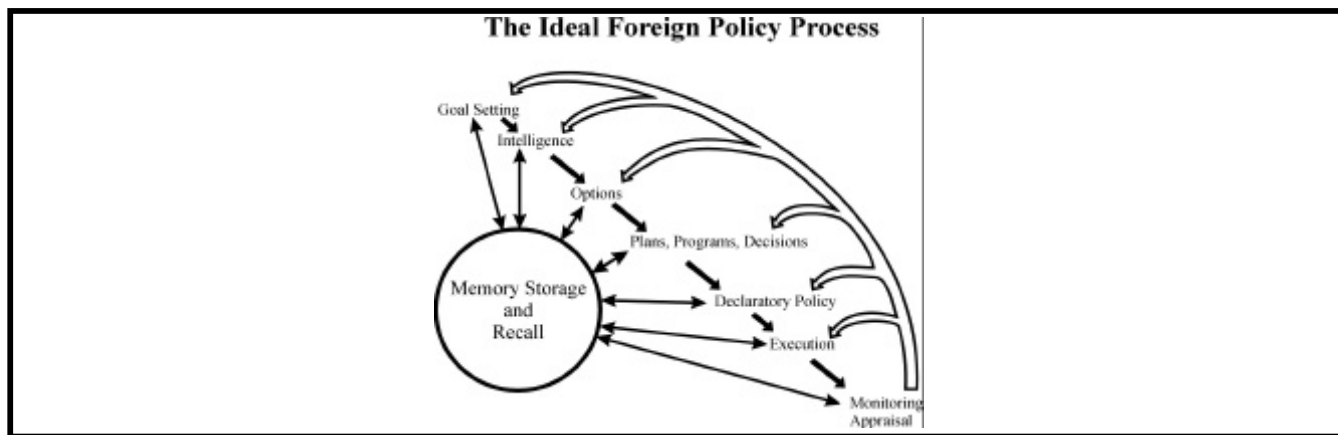 The Ideal Foreign Policy Process
Goal Setting
Intelligence
Options
Plans, Programs, Decisions
Memory Storage
and
Recall
Declaratory Policy
Execution
Monitoring
Appraisal